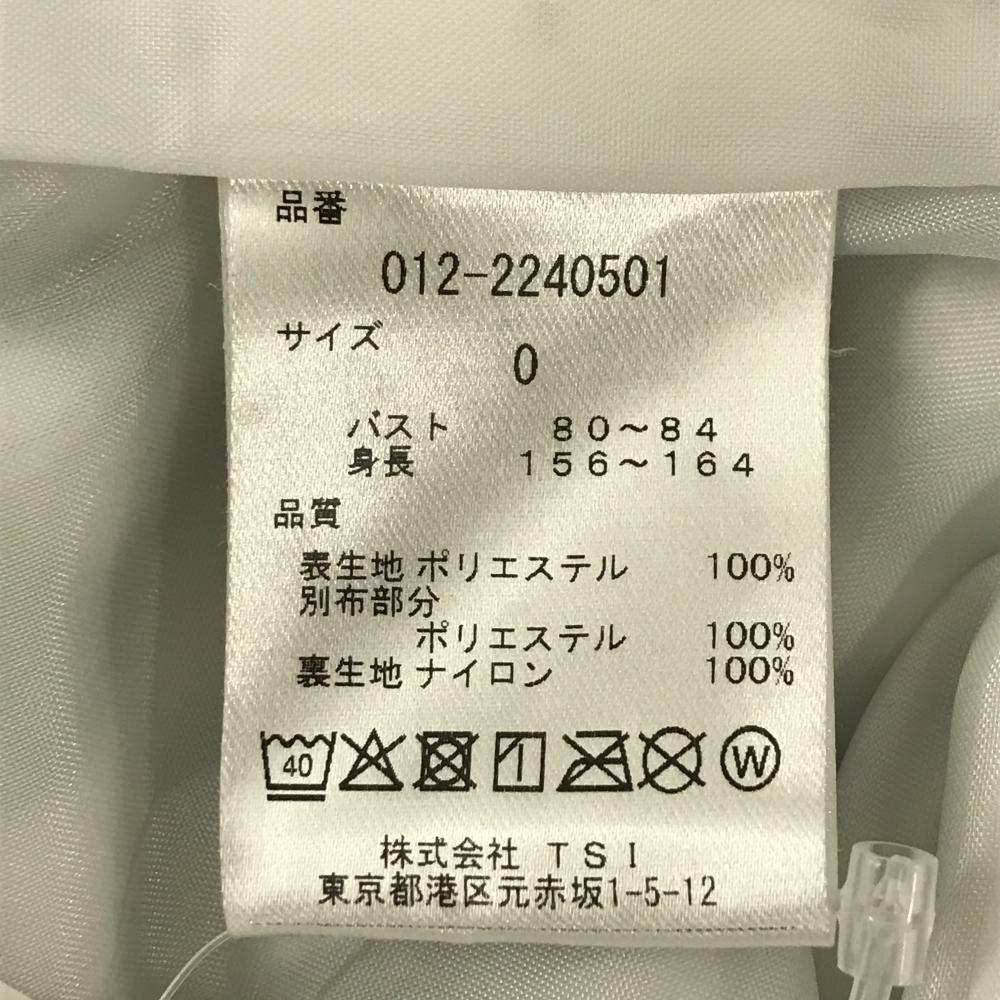 品番
012-2240501
サイズ
0
バスト 80~84
身長 156~164
品質
表生地 ポリエステル 100%
別布部分
ポリエステル 100%
裏生地 ナイロン 100%
40 W
株式会社 TSI
東京都港区元赤坂1-5-12